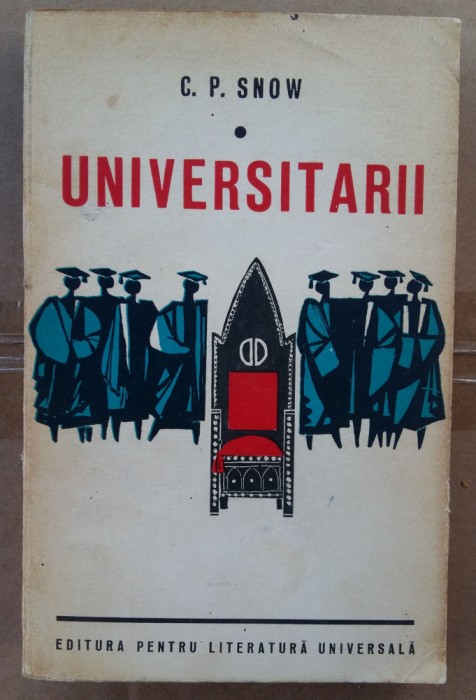 C. P. SNOW
UNIVERSITARII
EDITURA PENTRU LITERATURĂ UNIVERSALĂ